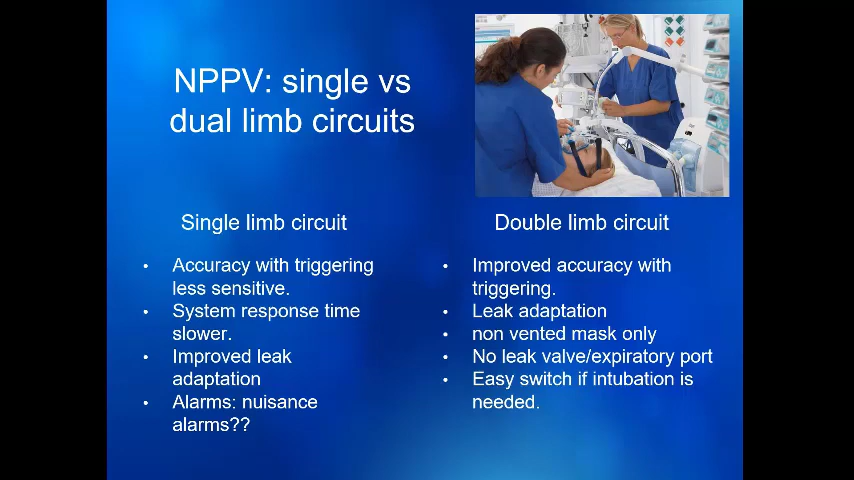 NPPV: single vs
dual limb circuits
Single limb circuit
• Accuracy with triggering
less sensitive.
• System response time
slower.
• Improved leak
adaptation
• Alarms: nuisance
alarms??
Double limb circuit
• Improved accuracy with
triggering.
• Leak adaptation
• non vented mask only
• No leak valve/expiratory port
• Easy switch if intubation is
needed.